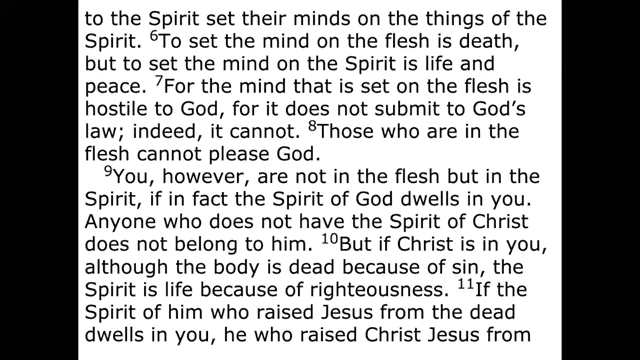 to the Spirit set their minds on the things of the
Spirit. ⁶To set the mind on the flesh is death,
but to set the mind on the Spirit is life and
peace. ⁷For the mind that is set on the flesh is
hostile to God, for it does not submit to God’s
law; indeed, it cannot. ⁸Those who are in the
flesh cannot please God.
⁹You, however, are not in the flesh but in the
Spirit, if in fact the Spirit of God dwells in you.
Anyone who does not have the Spirit of Christ
does not belong to him. ¹⁰But if Christ is in you,
although the body is dead because of sin, the
Spirit is life because of righteousness. ¹¹If the
Spirit of him who raised Jesus from the dead
dwells in you, he who raised Christ Jesus from